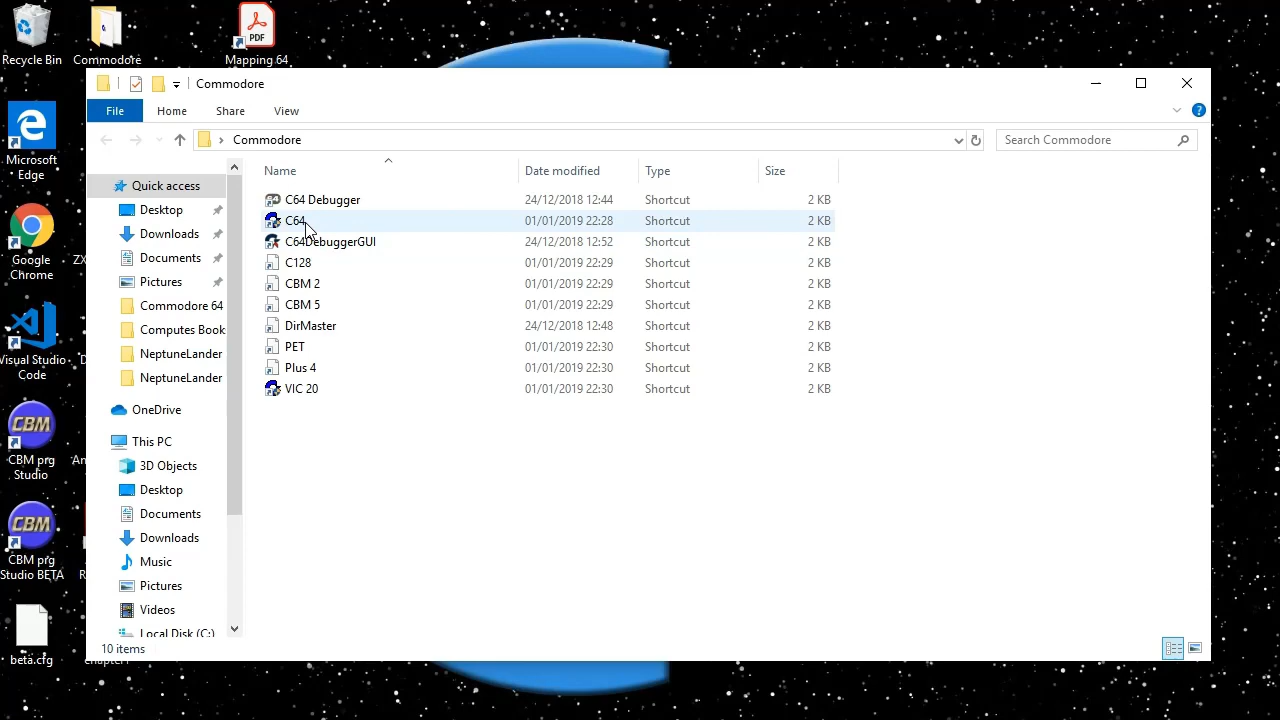 Recycle Bin
Commodore
PDF
Mapping 64
Commodore
File Home Share View
Commodore
Search Commodore
Name Date modified Type Size
Quick access
Desktop
Downloads
Documents
Pictures
Commodore 64
Computes Book
NeptuneLander
NeptuneLander
OneDrive
This PC
3D Objects
Desktop
Documents
Downloads
Music
Pictures
Videos
Local Disk (C:)
C64 Debugger 24/12/2018 12:44 Shortcut 2 KB
C64 01/01/2019 22:28 Shortcut 2 KB
C64DebuggerGUI 24/12/2018 12:52 Shortcut 2 KB
C128 01/01/2019 22:29 Shortcut 2 KB
CBM 2 01/01/2019 22:29 Shortcut 2 KB
CBM 5 01/01/2019 22:29 Shortcut 2 KB
DirMaster 24/12/2018 12:48 Shortcut 2 KB
PET 01/01/2019 22:30 Shortcut 2 KB
Plus 4 01/01/2019 22:30 Shortcut 2 KB
VIC 20 01/01/2019 22:30 Shortcut 2 KB
10 items
Microsoft
Edge
Google
Chrome
ZX
Visual Studio
Code
D
CBM
CBM prg
Studio
An
CBM
CBM prg
Studio BETA
R
beta.cfg
chapter1